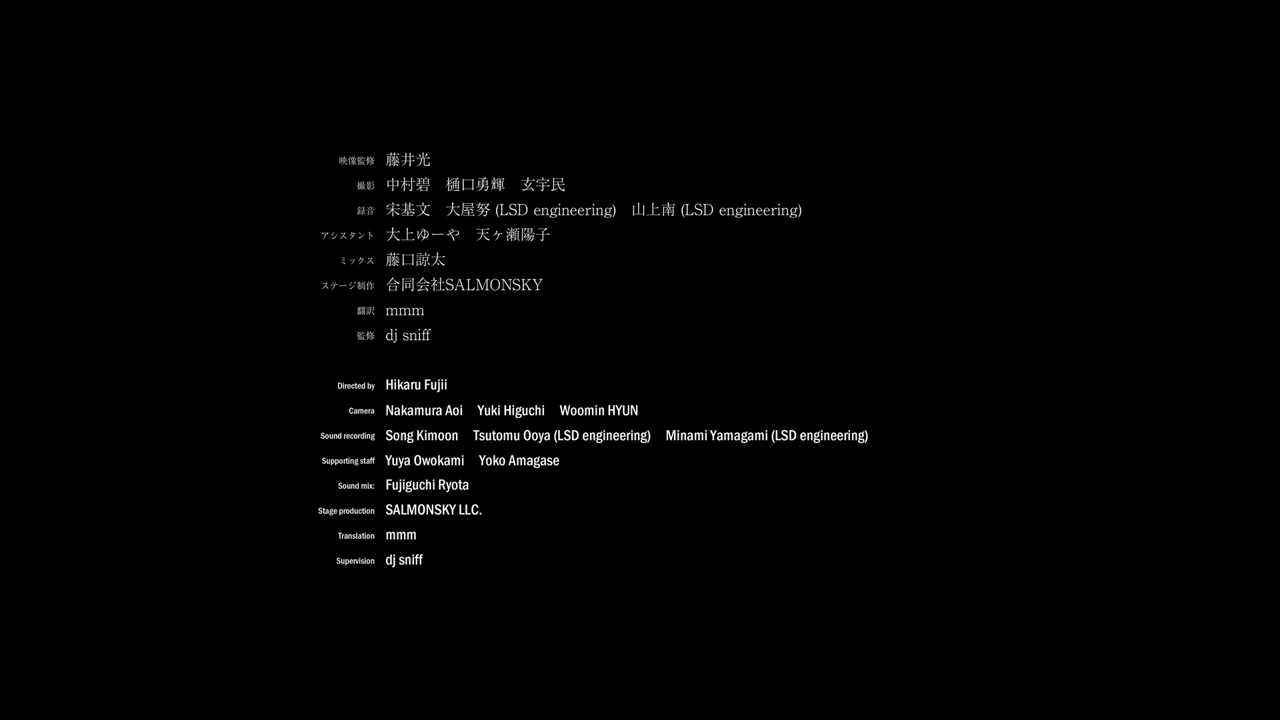 映像監修 藤井光
撮影 中村碧　樋口勇輝　玄宇民
録音 宋基文　大屋努 (LSD engineering)　山上南 (LSD engineering)
アシスタント 大上ゆーや　天ヶ瀬陽子
ミックス 藤口諒太
ステージ制作 合同会社SALMONSKY
翻訳 mmm
監修 dj sniff
Directed by Hikaru Fujii
Camera Nakamura Aoi　Yuki Higuchi　Woomin HYUN
Sound recording Song Kimoon　Tsutomu Ooya (LSD engineering)　Minami Yamagami (LSD engineering)
Supporting staff Yuya Owokami　Yoko Amagase
Sound mix: Fujiguchi Ryota
Stage production SALMONSKY LLC.
Translation mmm
Supervision dj sniff